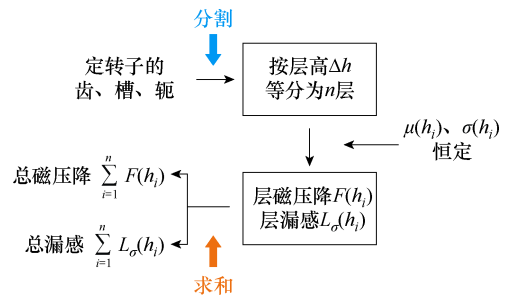 分割
定转子的
齿、槽、轭
按层高Δh
等分为n层
μ(hᵢ)、σ(hᵢ)
恒定
总磁压降 ∑ⁿᵢ₌₁ F(hᵢ)
层磁压降F(hᵢ)
层漏感L_σ(hᵢ)
总漏感 ∑ⁿᵢ₌₁ L_σ(hᵢ)
求和